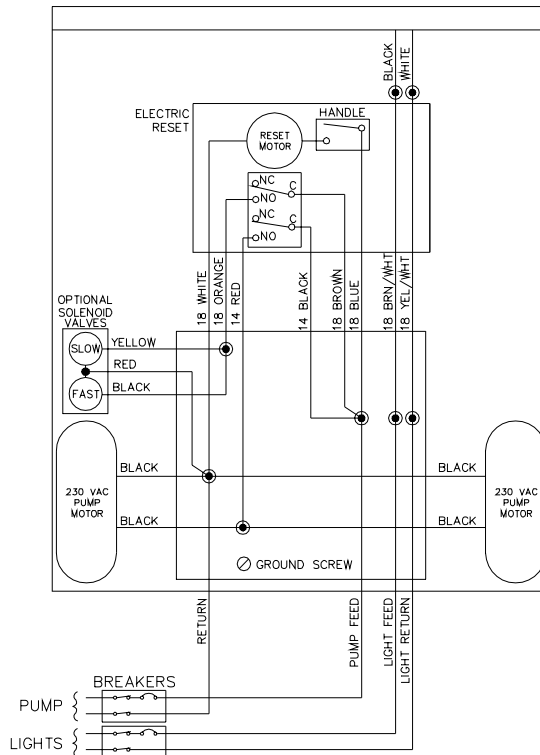 BLACK
WHITE
ELECTRIC
RESET
HANDLE
RESET
MOTOR
NC
C
NO
NC
C
NO
18 WHITE
18 ORANGE
14 RED
14 BLACK
18 BROWN
18 BLUE
18 BRN/WHT
18 YEL/WHT
OPTIONAL
SOLENOID
VALVES
SLOW
YELLOW
RED
FAST
BLACK
230 VAC
PUMP
MOTOR
BLACK
BLACK
BLACK
BLACK
230 VAC
PUMP
MOTOR
GROUND SCREW
RETURN
PUMP FEED
LIGHT FEED
LIGHT RETURN
BREAKERS
PUMP
LIGHTS